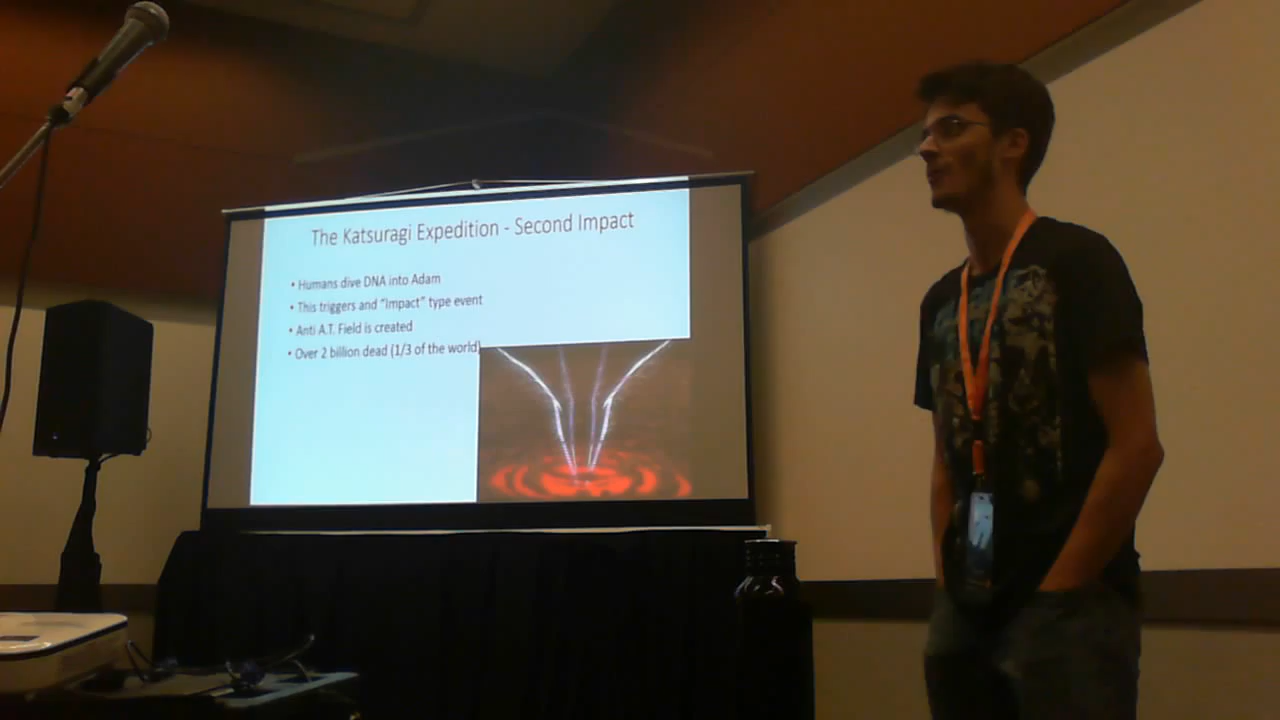 The Katsuragi Expedition - Second Impact
• Humans dive DNA into Adam
• This triggers and "Impact" type event
• Anti A.T. Field is created
• Over 2 billion dead (1/3 of the world)